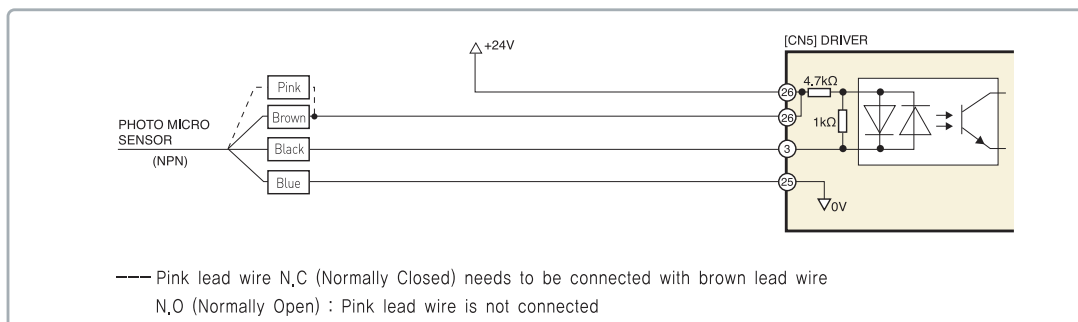 +24V
[CN5] DRIVER
Pink
4.7kΩ
26
Brown
26
1kΩ
PHOTO MICRO
SENSOR
(NPN)
Black
3
Blue
25
0V
--- Pink lead wire N.C (Normally Closed) needs to be connected with brown lead wire
N.O (Normally Open) : Pink lead wire is not connected